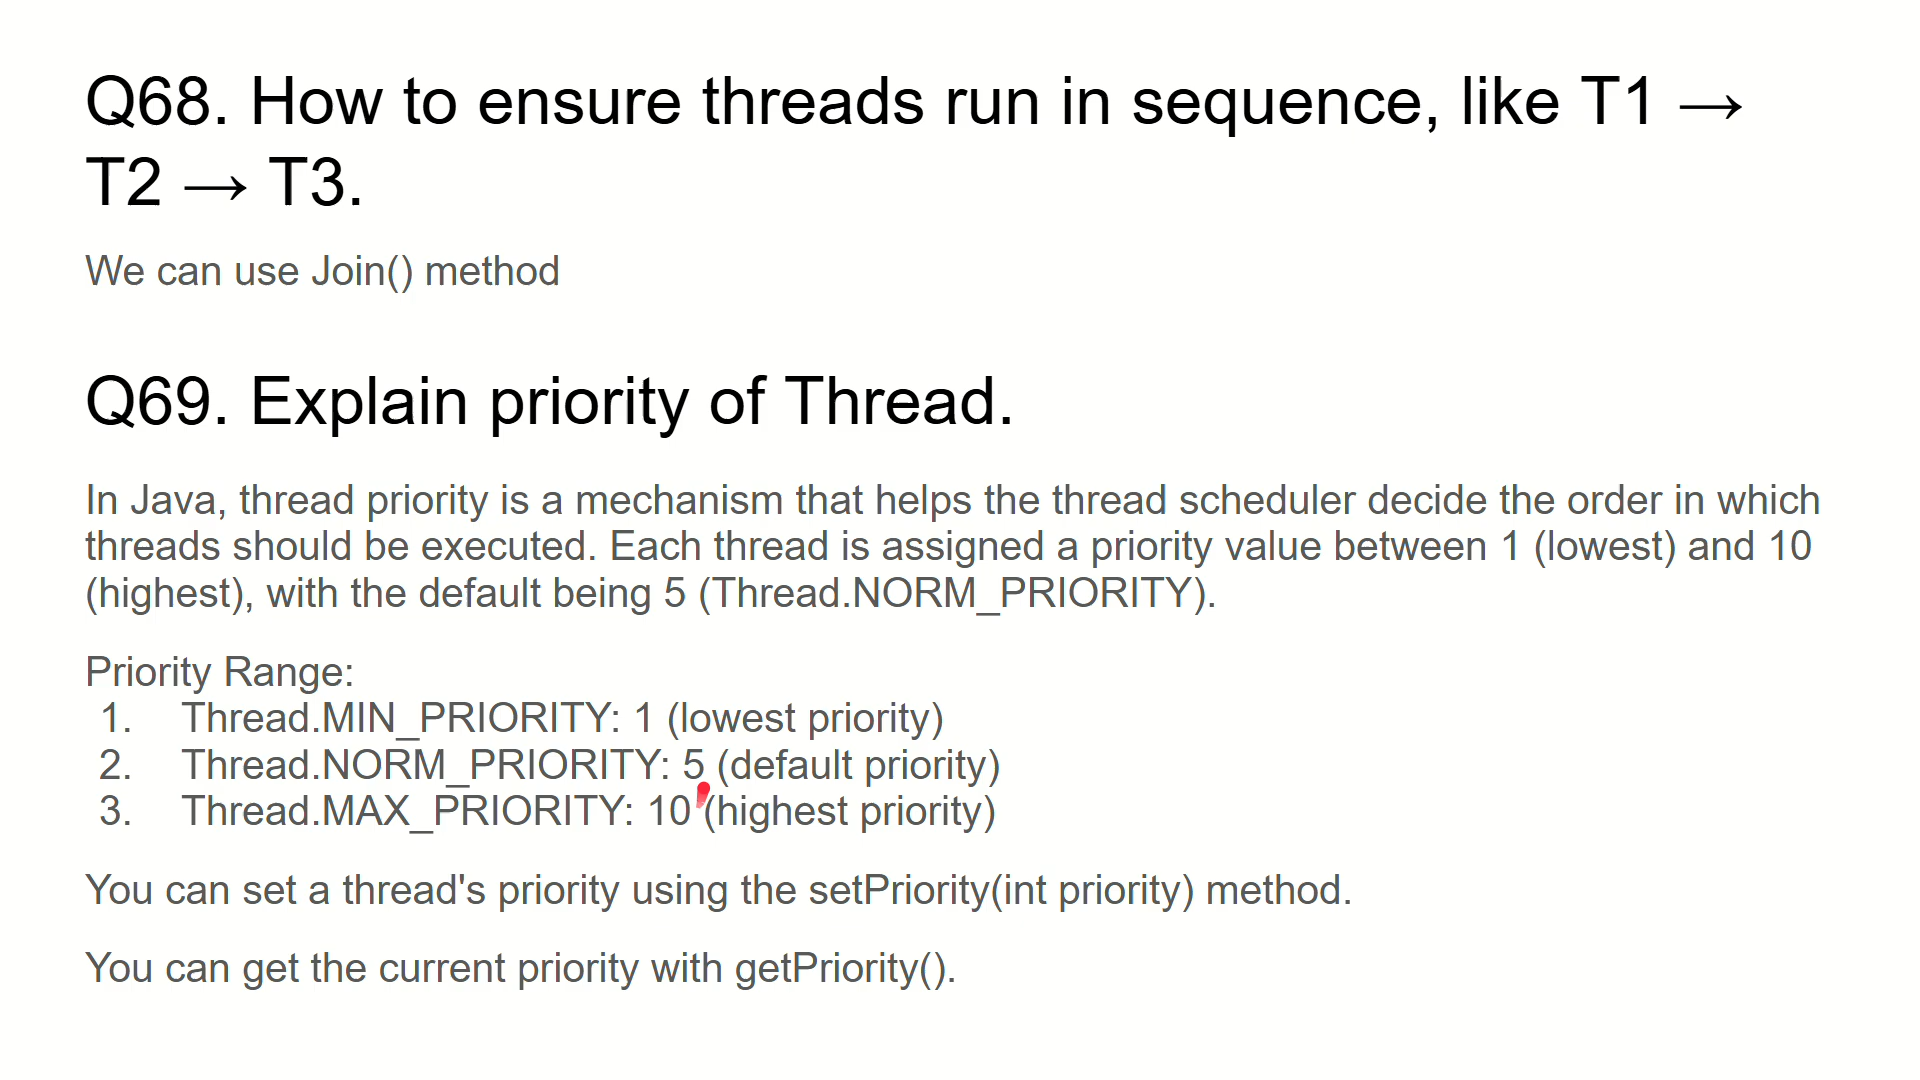 Q68. How to ensure threads run in sequence, like T1 →
T2 → T3.
We can use Join() method
Q69. Explain priority of Thread.
In Java, thread priority is a mechanism that helps the thread scheduler decide the order in which
threads should be executed. Each thread is assigned a priority value between 1 (lowest) and 10
(highest), with the default being 5 (Thread.NORM_PRIORITY).
Priority Range:
1. Thread.MIN_PRIORITY: 1 (lowest priority)
2. Thread.NORM_PRIORITY: 5 (default priority)
3. Thread.MAX_PRIORITY: 10 (highest priority)
You can set a thread's priority using the setPriority(int priority) method.
You can get the current priority with getPriority().